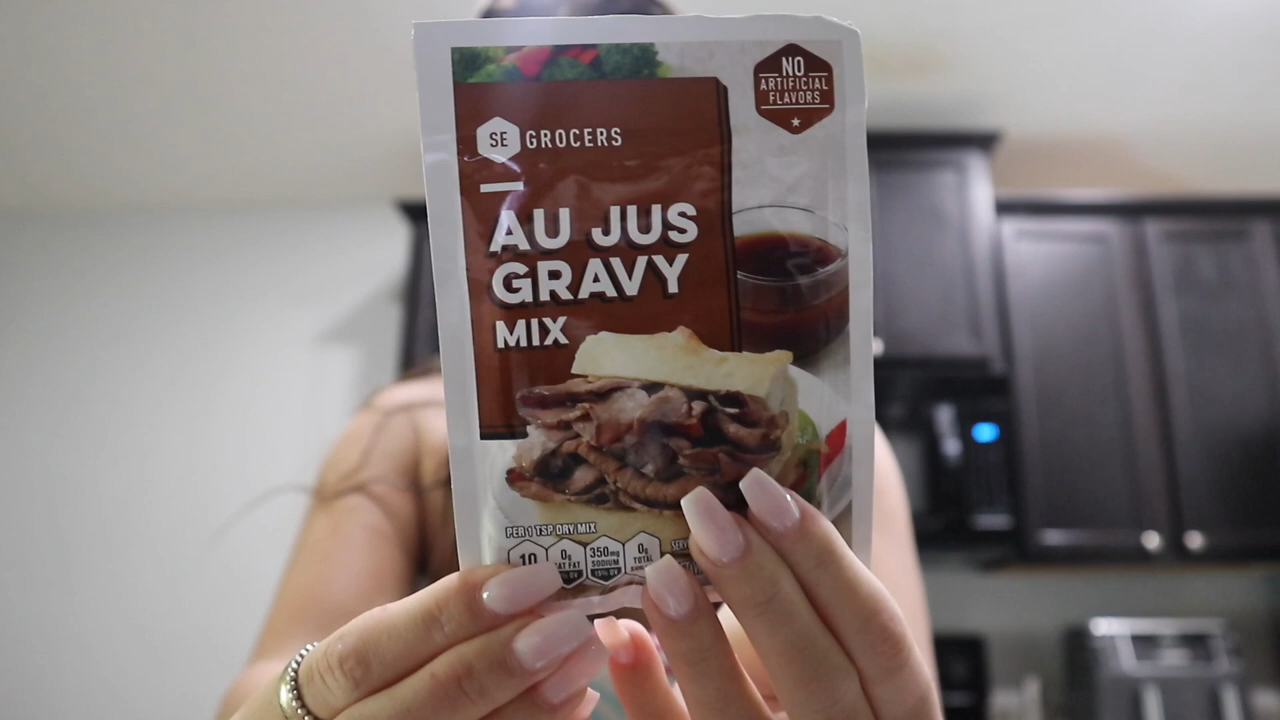 NO
ARTIFICIAL
FLAVORS
SE GROCERS
AU JUS
GRAVY
MIX
PER 1 TSP DRY MIX
10 0g 350mg 0g
SAT FAT SODIUM TOTAL
15% DV